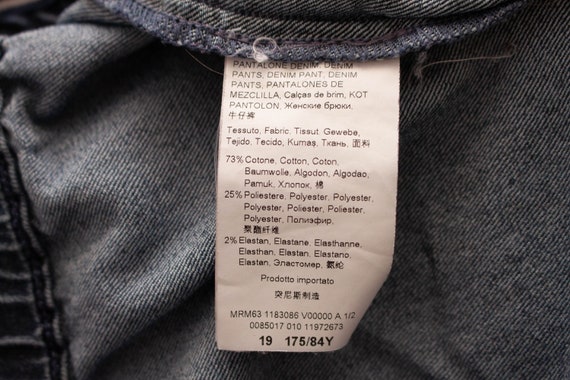 PANTALONE DENIM, DENIM
PANTS, DENIM PANT, DENIM
PANTS, PANTALONES DE
MEZCLILLA, Calças de brim, KOT
PANTOLON, Женские брюки,
牛仔裤
Tessuto, Fabric, Tissut, Gewebe,
Tejido, Tecido, Kumaş, Ткань, 面料
73% Cotone, Cotton, Coton,
Baumwolle, Algodon, Algodao,
Pamuk, Хлопок, 棉
25% Poliestere, Polyester, Polyester,
Polyester, Poliester, Poliester,
Polyester, Полиэфир,
聚酯纤维
2% Elastan, Elastane, Elasthanne,
Elasthan, Elastan, Elastano,
Elastan, Эластомер, 氨纶
Prodotto importato
突尼斯制造
MRM63 1183086 V00000 A 1/2
0085017 010 11972673
19 175/84Y